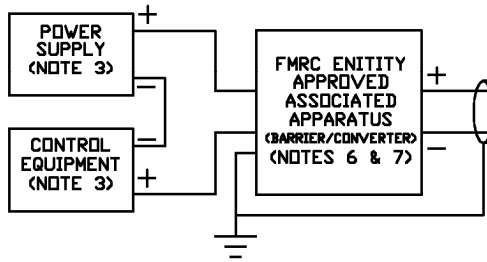 +
POWER
SUPPLY
(NOTE 3)
−
−
CONTROL
EQUIPMENT
(NOTE 3)
+
FMRC ENITITY
APPROVED
ASSOCIATED
APPARATUS
(BARRIER/CONVERTER)
(NOTES 6 & 7)
+
−